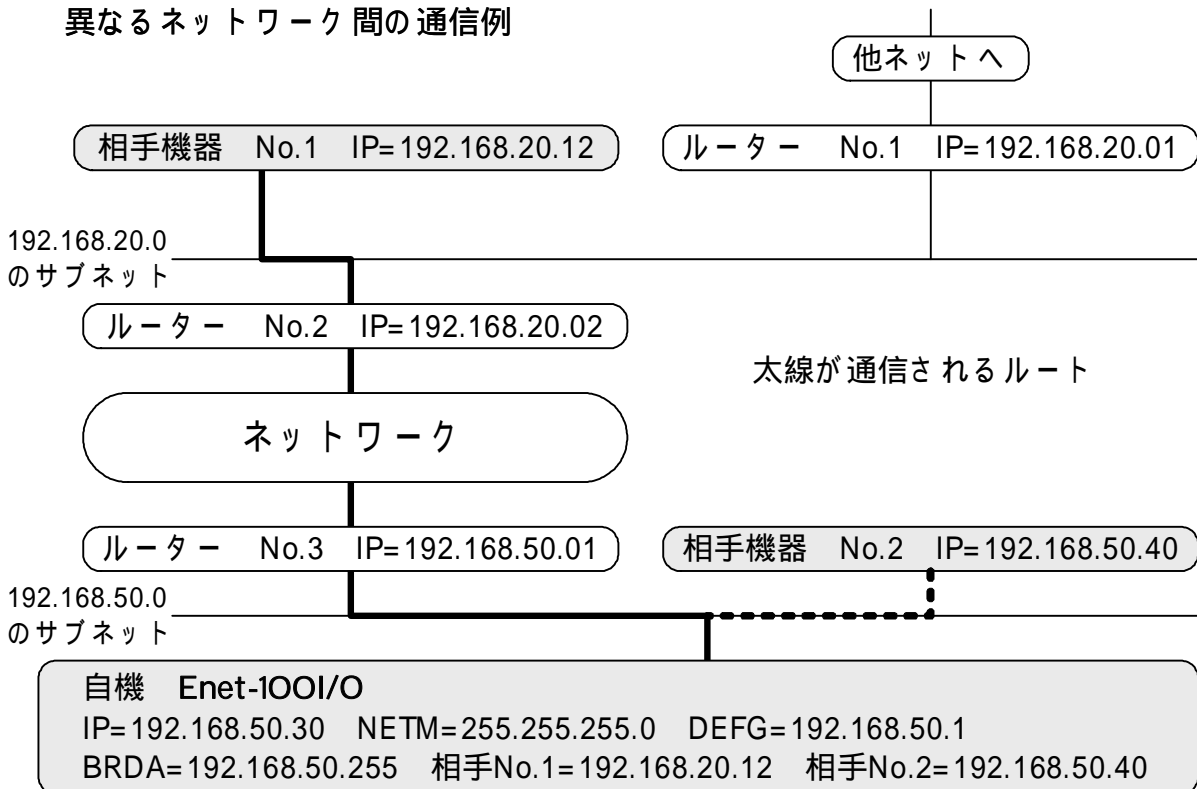 異なるネットワーク間の通信例
他ネットへ
相手機器 No.1 IP=192.168.20.12
ルーター No.1 IP=192.168.20.01
192.168.20.0
のサブネット
ルーター No.2 IP=192.168.20.02
太線が通信されるルート
ネットワーク
ルーター No.3 IP=192.168.50.01
相手機器 No.2 IP=192.168.50.40
192.168.50.0
のサブネット
自機 Enet-100I/O
IP=192.168.50.30 NETM=255.255.255.0 DEFG=192.168.50.1
BRDA=192.168.50.255 相手No.1=192.168.20.12 相手No.2=192.168.50.40